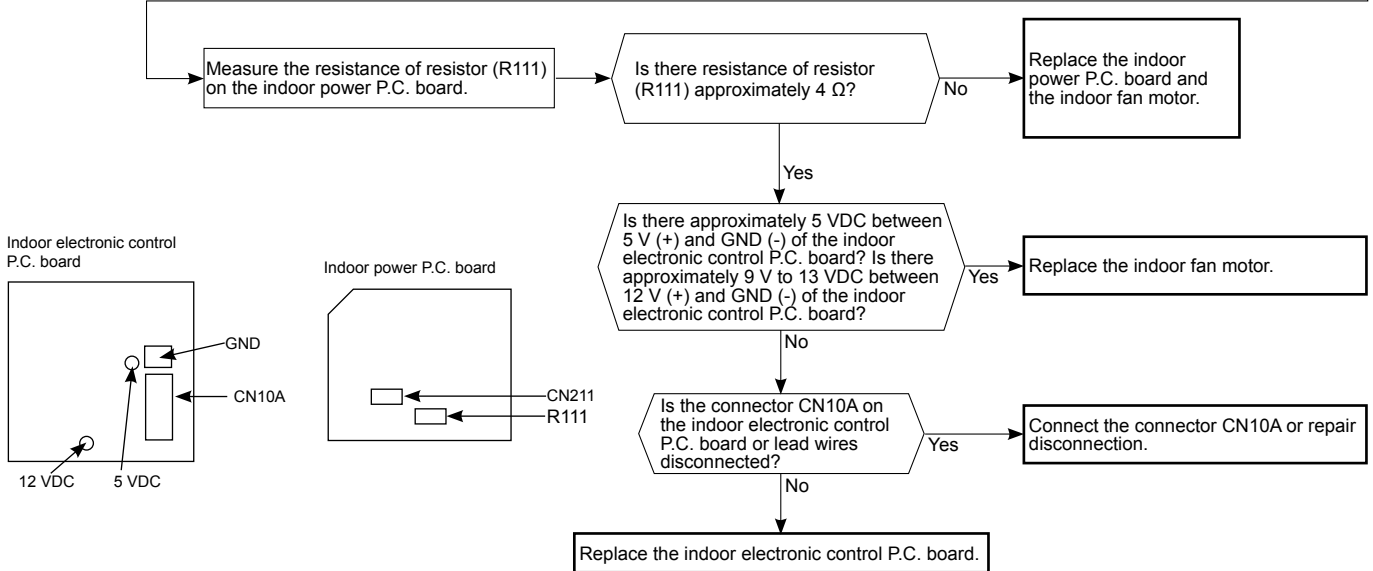 Measure the resistance of resistor (R111)
on the indoor power P.C. board.
Is there resistance of resistor
(R111) approximately 4 Ω?
No
Replace the indoor
power P.C. board and
the indoor fan motor.
Yes
Is there approximately 5 VDC between
5 V (+) and GND (-) of the indoor
electronic control P.C. board? Is there
approximately 9 V to 13 VDC between
12 V (+) and GND (-) of the indoor
electronic control P.C. board?
Yes
Replace the indoor fan motor.
No
Is the connector CN10A on
the indoor electronic control
P.C. board or lead wires
disconnected?
Yes
Connect the connector CN10A or repair
disconnection.
No
Replace the indoor electronic control P.C. board.
Indoor electronic control
P.C. board
GND
CN10A
12 VDC
5 VDC
Indoor power P.C. board
CN211
R111